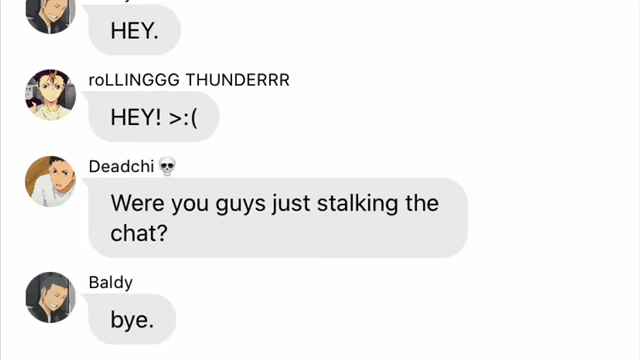 HEY.
roLLINGGG THUNDERRR
HEY! >:(
Deadchi 💀
Were you guys just stalking the
chat?
Baldy
bye.